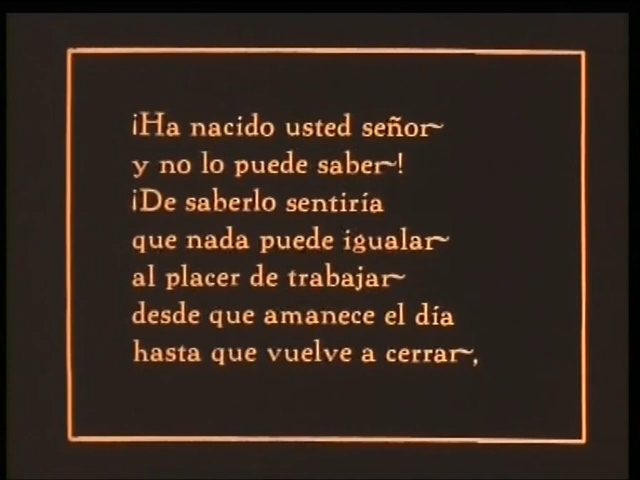 ¡Ha nacido usted señor
y no lo puede saber!
¡De saberlo sentiría
que nada puede igualar
al placer de trabajar
desde que amanece el día
hasta que vuelve a cerrar,